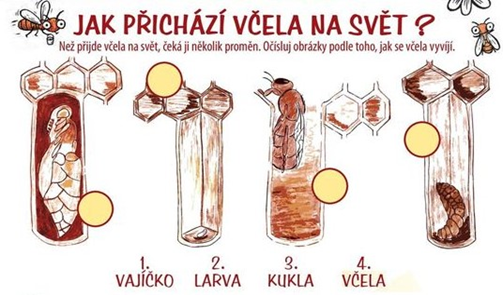 JAK PŘICHÁZÍ VČELA NA SVĚT ?
Než přijde včela na svět, čeká ji několik proměn. Očísluj obrázky podle toho, jak se včela vyvíjí.
1. 2. 3. 4.
VAJÍČKO LARVA KUKLA VČELA